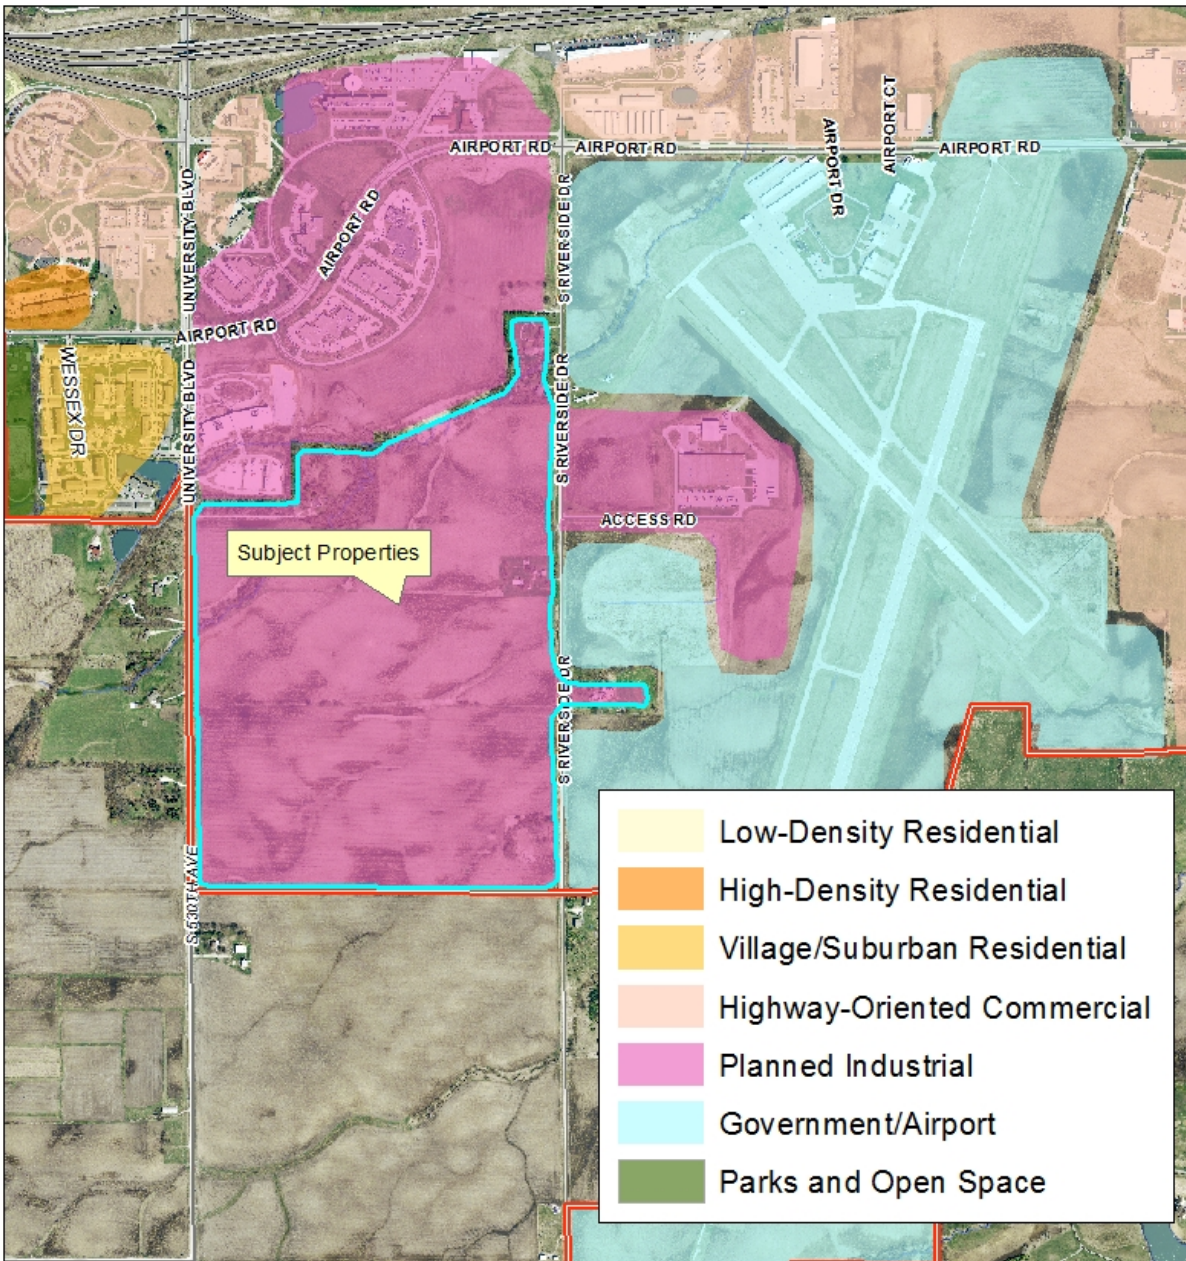 AIRPORT CT
AIRPORT DR
AIRPORT RD
AIRPORT RD
AIRPORT RD
UNIVERSITY BLVD
S RIVERSIDE DR
AIRPORT RD
AIRPORT RD
WESSEX DR
UNIVERSITY BLVD
S RIVERSIDE DR
ACCESS RD
Subject Properties
S RIVERSIDE DR
S 530TH AVE
Low-Density Residential
High-Density Residential
Village/Suburban Residential
Highway-Oriented Commercial
Planned Industrial
Government/Airport
Parks and Open Space